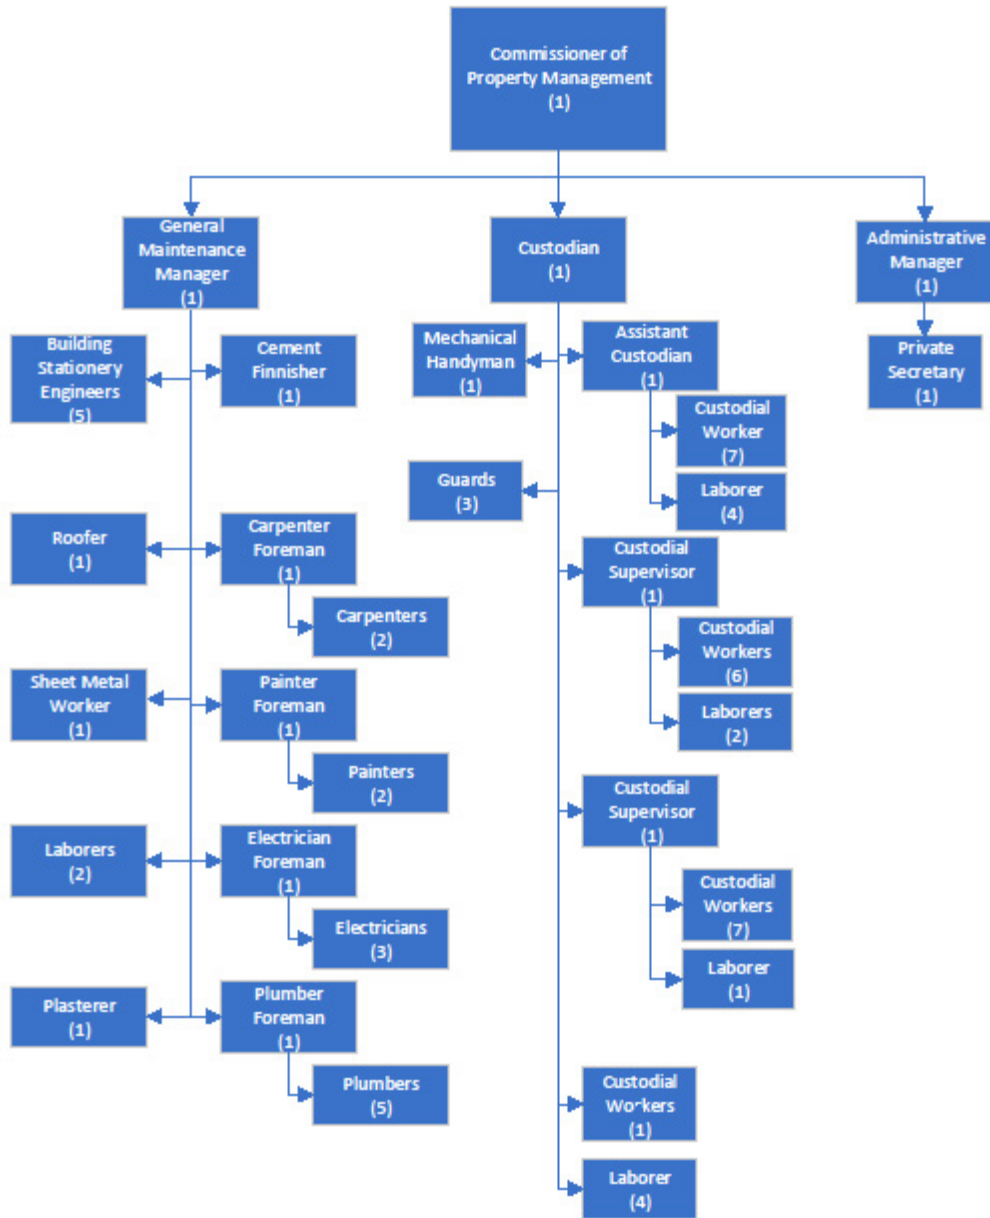 Commissioner of
Property Management
(1)
General
Maintenance
Manager
(1)
Custodian
(1)
Administrative
Manager
(1)
Building
Stationery
Engineers
(5)
Cement
Finnisher
(1)
Mechanical
Handyman
(1)
Assistant
Custodian
(1)
Private
Secretary
(1)
Custodial
Worker
(7)
Guards
(3)
Laborer
(4)
Roofer
(1)
Carpenter
Foreman
(1)
Custodial
Supervisor
(1)
Carpenters
(2)
Custodial
Workers
(6)
Sheet Metal
Worker
(1)
Painter
Foreman
(1)
Laborers
(2)
Painters
(2)
Custodial
Supervisor
(1)
Laborers
(2)
Electrician
Foreman
(1)
Custodial
Workers
(7)
Electricians
(3)
Laborer
(1)
Plasterer
(1)
Plumber
Foreman
(1)
Plumbers
(5)
Custodial
Workers
(1)
Laborer
(4)